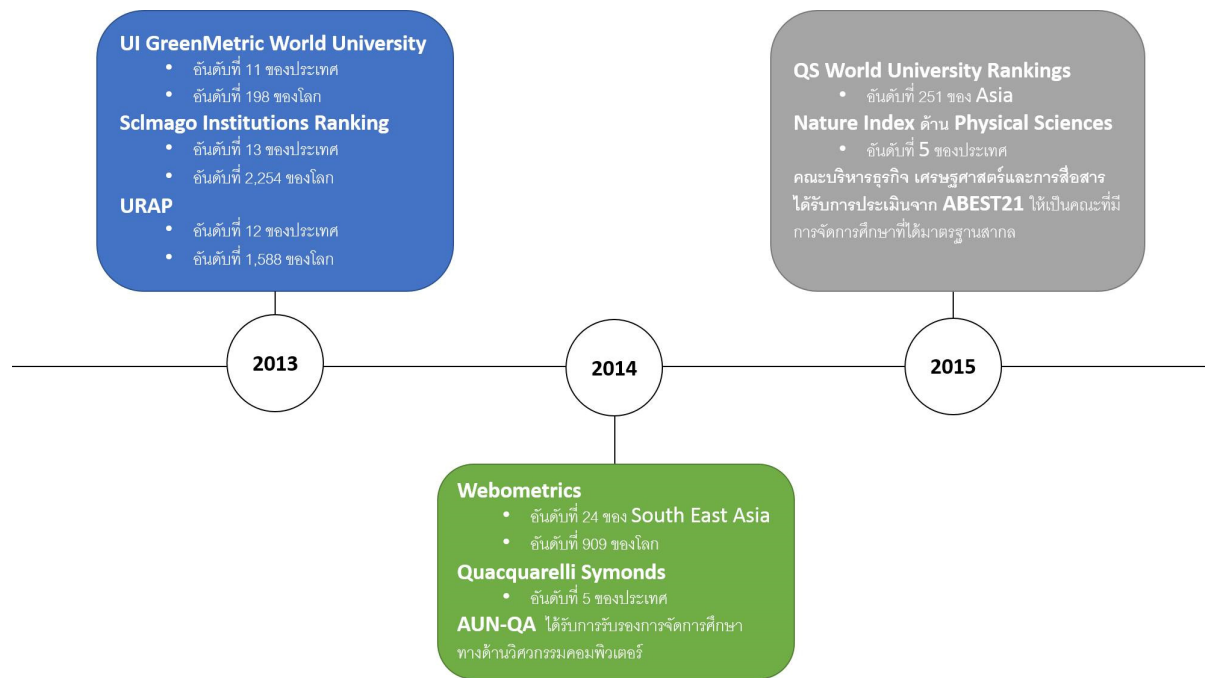 UI GreenMetric World University
• อันดับที่ 11 ของประเทศ
• อันดับที่ 198 ของโลก
Sclmago Institutions Ranking
• อันดับที่ 13 ของประเทศ
• อันดับที่ 2,254 ของโลก
URAP
• อันดับที่ 12 ของประเทศ
• อันดับที่ 1,588 ของโลก
2013
Webometrics
• อันดับที่ 24 ของ South East Asia
• อันดับที่ 909 ของโลก
Quacquarelli Symonds
• อันดับที่ 5 ของประเทศ
AUN-QA ได้รับการรับรองการจัดการศึกษา
ทางด้านวิศวกรรมคอมพิวเตอร์
2014
QS World University Rankings
• อันดับที่ 251 ของ Asia
Nature Index ด้าน Physical Sciences
• อันดับที่ 5 ของประเทศ
คณะบริหารธุรกิจ เศรษฐศาสตร์และการสื่อสาร
ได้รับการประเมินจาก ABEST21 ให้เป็นคณะที่มี
การจัดการศึกษาที่ได้มาตรฐานสากล
2015